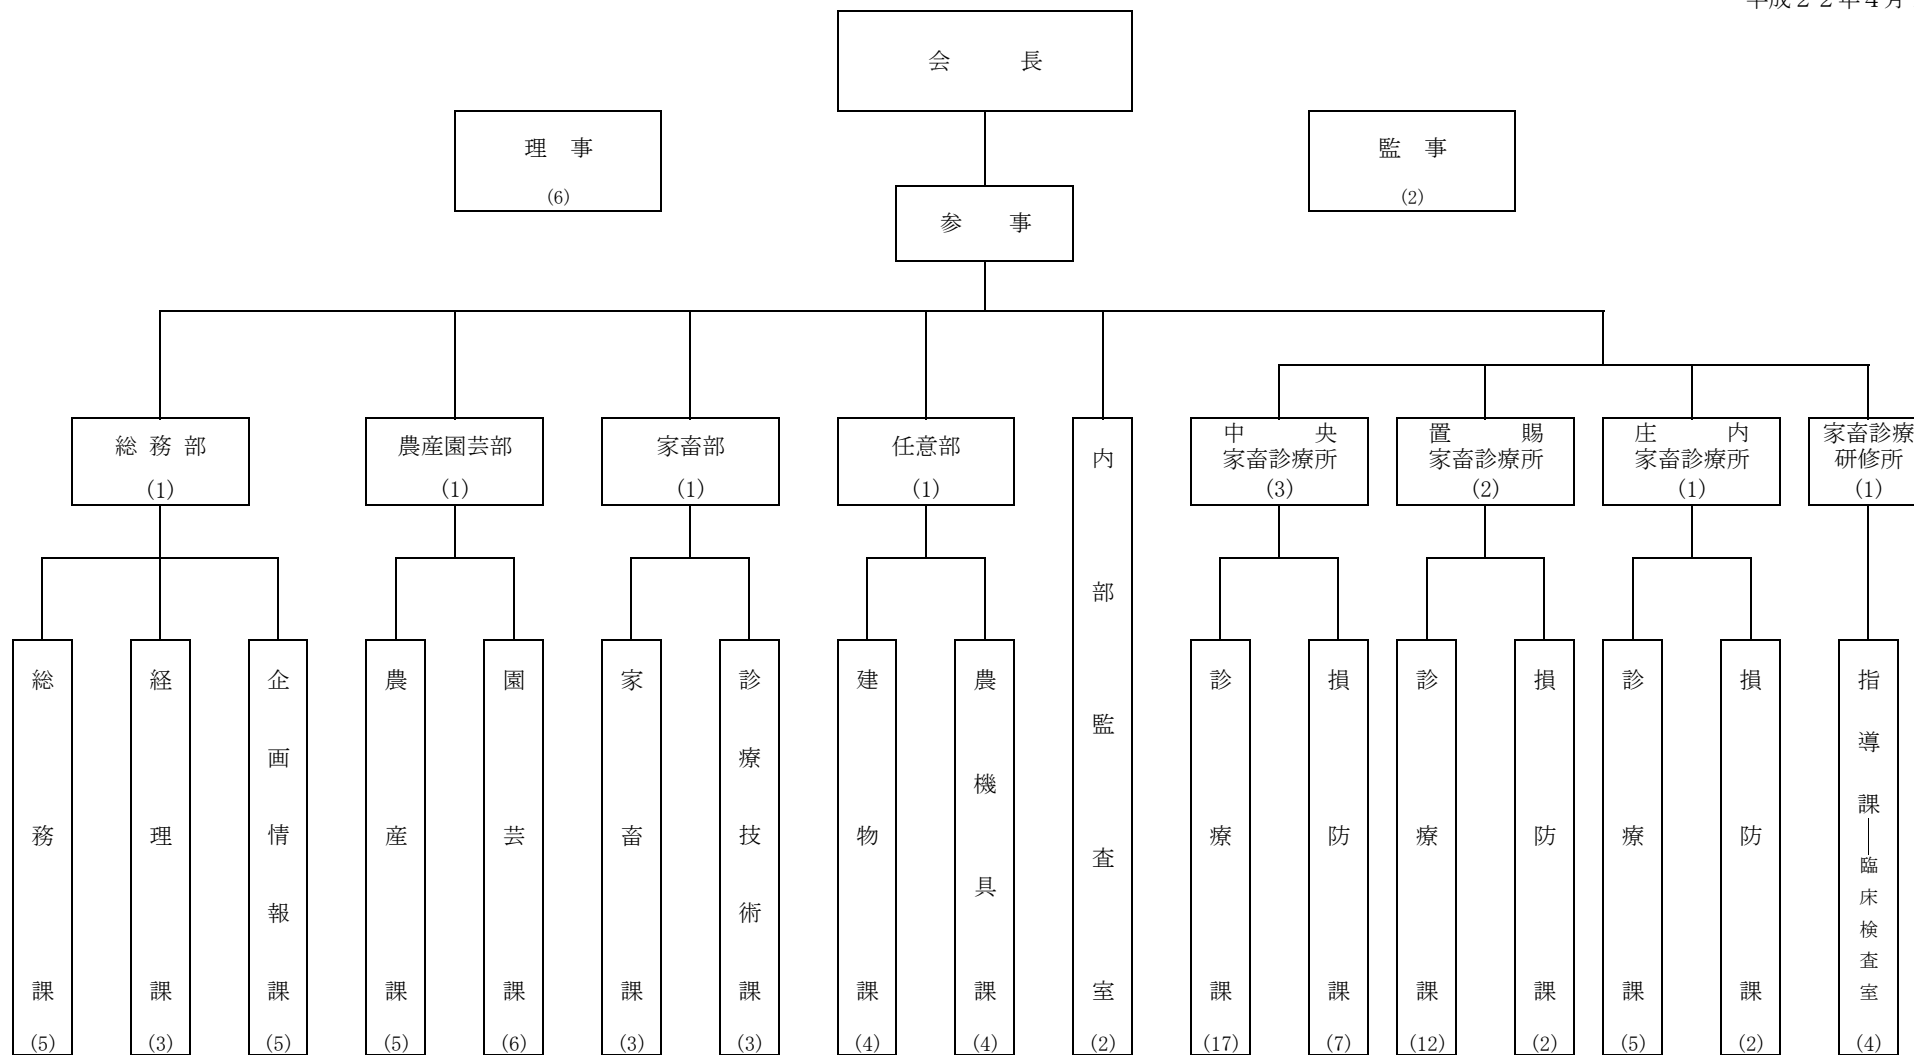 平成２２年４月
会　長
理　事
(6)
監　事
(2)
参　事
総 務 部
(1)
農産園芸部
(1)
家畜部
(1)
任意部
(1)
内部監査室
(2)
中　央
家畜診療所
(3)
置　賜
家畜診療所
(2)
庄　内
家畜診療所
(1)
家畜診療
研修所
(1)
総務課
(5)
経理課
(3)
企画情報課
(5)
農産課
(5)
園芸課
(6)
家畜課
(3)
診療技術課
(3)
建物課
(4)
農機具課
(4)
診療課
(17)
損防課
(7)
診療課
(12)
損防課
(2)
診療課
(5)
損防課
(2)
指導課―臨床検査室
(4)